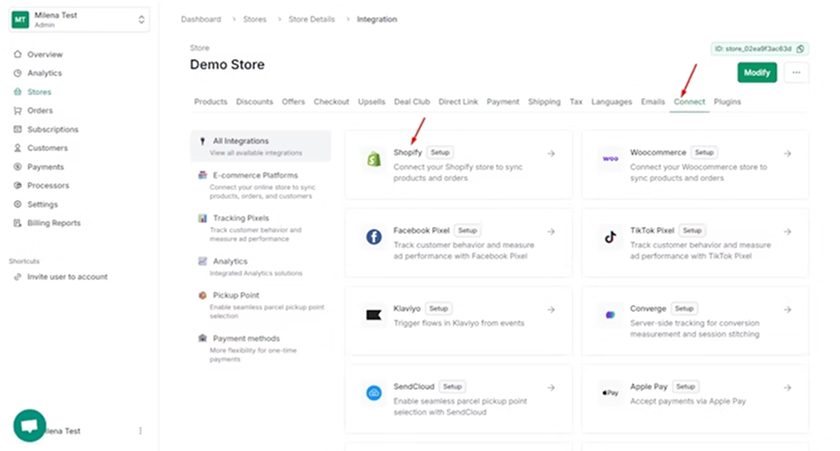 MT
Milena Test
Admin
Overview
Analytics
Stores
Orders
Subscriptions
Customers
Payments
Processors
Settings
Billing Reports
Shortcuts
Invite user to account
lena Test
Dashboard > Stores > Store Details > Integration
Store
Demo Store
ID: store_02ea9f3ac63d
Modify
Products Discounts Offers Checkout Upsells Deal Club Direct Link Payment Shipping Tax Languages Emails Connect Plugins
All Integrations
View all available integrations
E-commerce Platforms
Connect your online store to sync
products, orders, and customers
Tracking Pixels
Track customer behavior and
measure ad performance
Analytics
Integrated Analytics solutions
Pickup Point
Enable seamless parcel pickup point
selection
Payment methods
More flexibility for one-time
payments
Shopify Setup
Connect your Shopify store to sync
products and orders
woo
Woocommerce Setup
Connect your Woocommerce store to
sync products and orders
Facebook Pixel Setup
Track customer behavior and measure
ad performance with Facebook Pixel
TikTok Pixel Setup
Track customer behavior and measure
ad performance with TikTok Pixel
Klaviyo Setup
Trigger flows in Klaviyo from events
Converge Setup
Server-side tracking for conversion
measurement and session stitching
SendCloud Setup
Enable seamless parcel pickup point
selection with SendCloud
Pay
Apple Pay Setup
Accept payments via Apple Pay